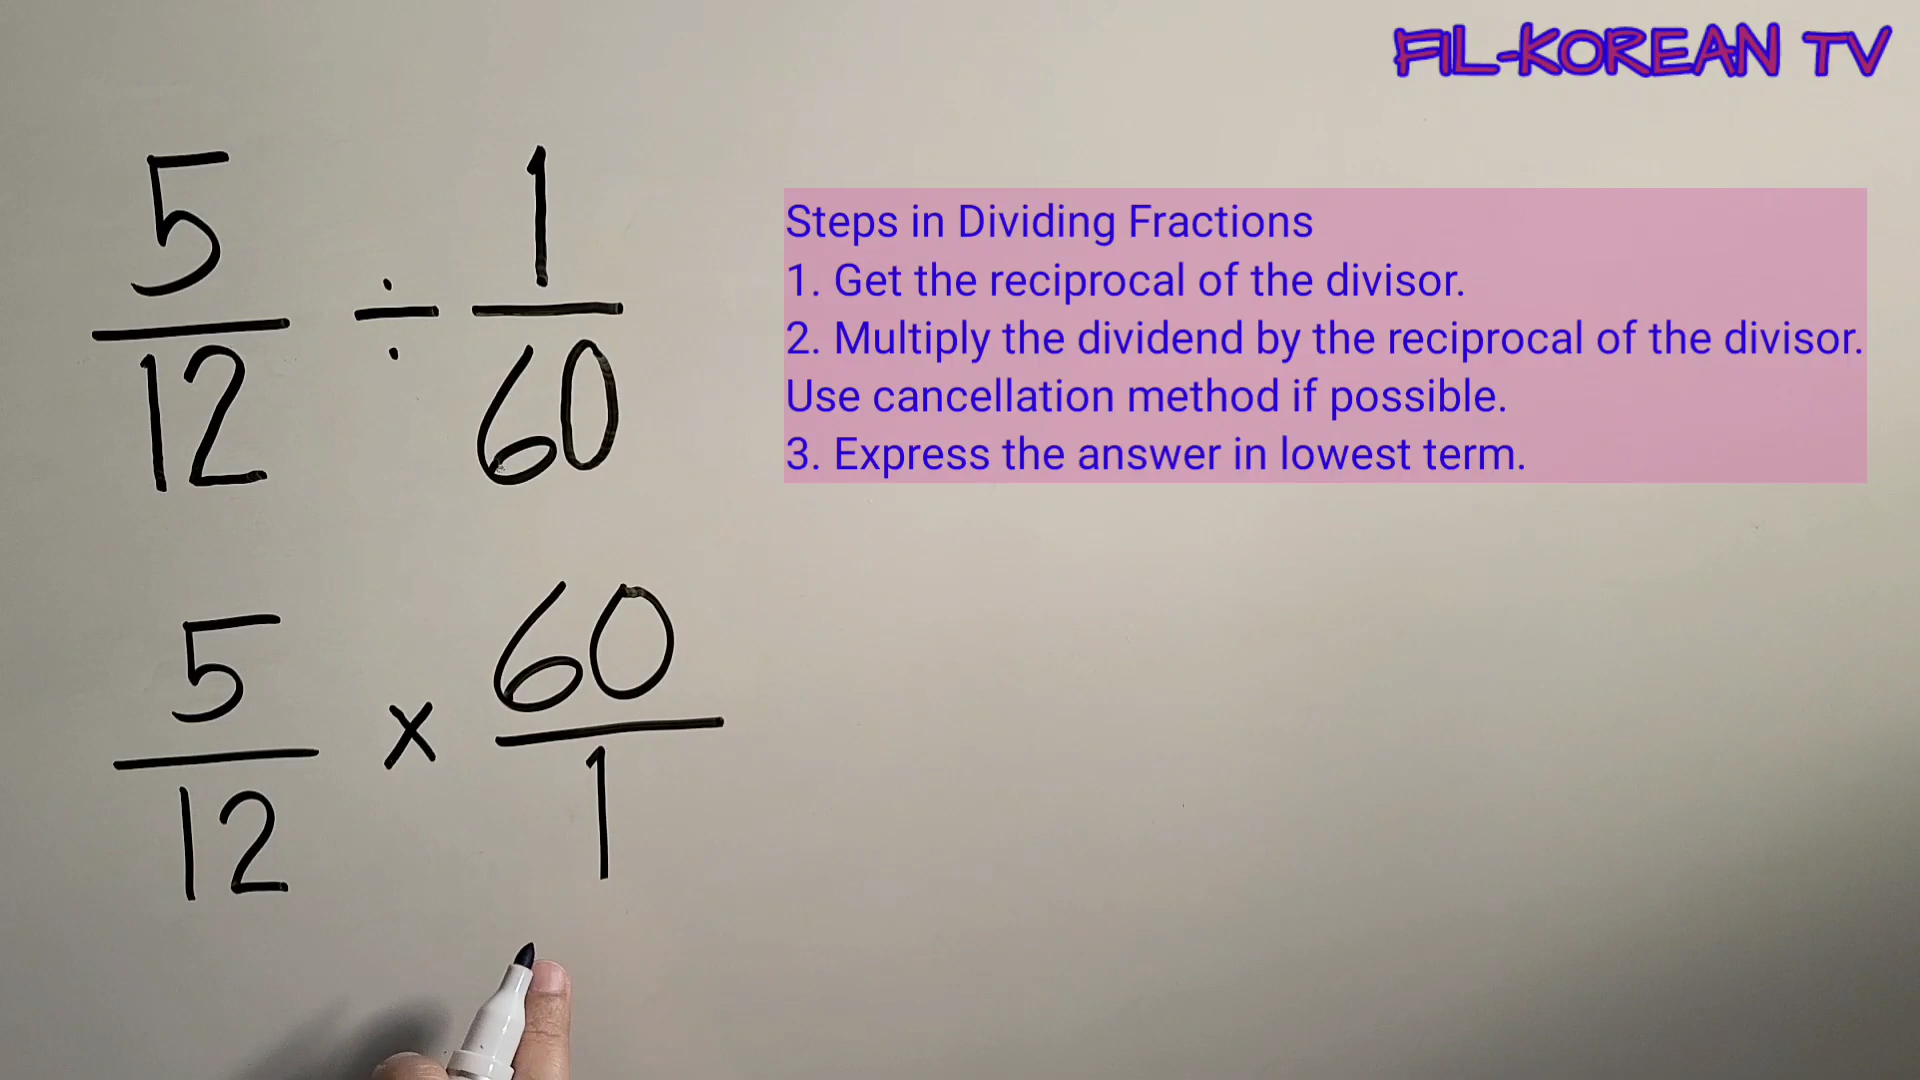 FIL-KOREAN TV
5/12 ÷ 1/60
Steps in Dividing Fractions
1. Get the reciprocal of the divisor.
2. Multiply the dividend by the reciprocal of the divisor.
Use cancellation method if possible.
3. Express the answer in lowest term.
5/12 x 60/1